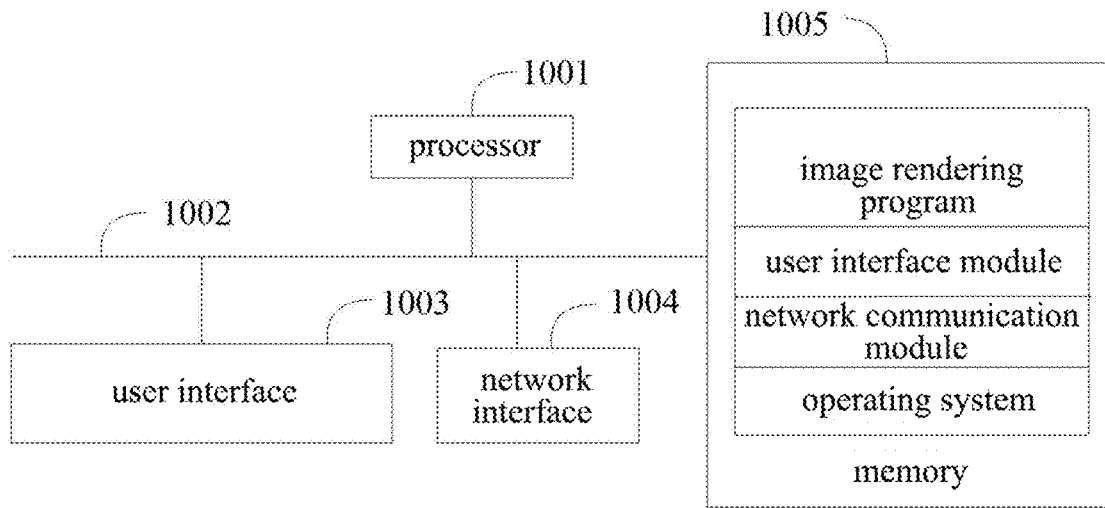 1005
1001
processor
image rendering
program
1002
user interface module
1003
1004
network communication
module
user interface
network
interface
operating system
memory